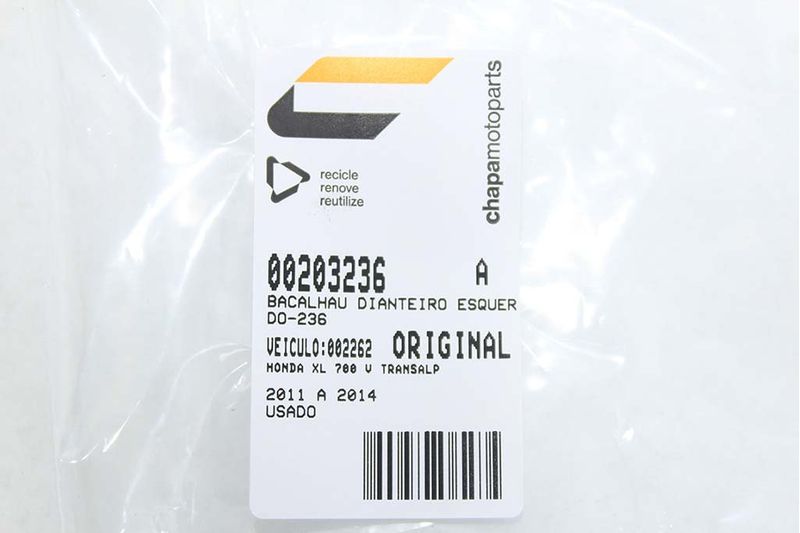 chapamotoparts
recicle
renove
reutilize
00203236 A
BACALHAU DIANTEIRO ESQUER
DO-236
VEICULO:002262 ORIGINAL
HONDA XL 700 V TRANSALP
2011 A 2014
USADO